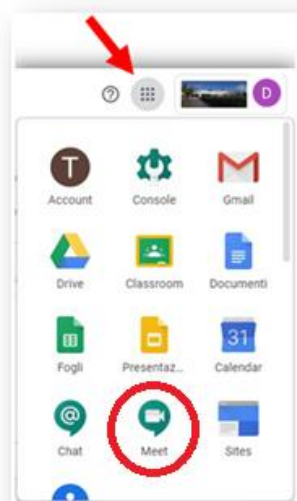 D
T
Account Console Gmail
Drive Classroom Documenti
31
Fogli Presentaz... Calendar
Chat Meet Sites